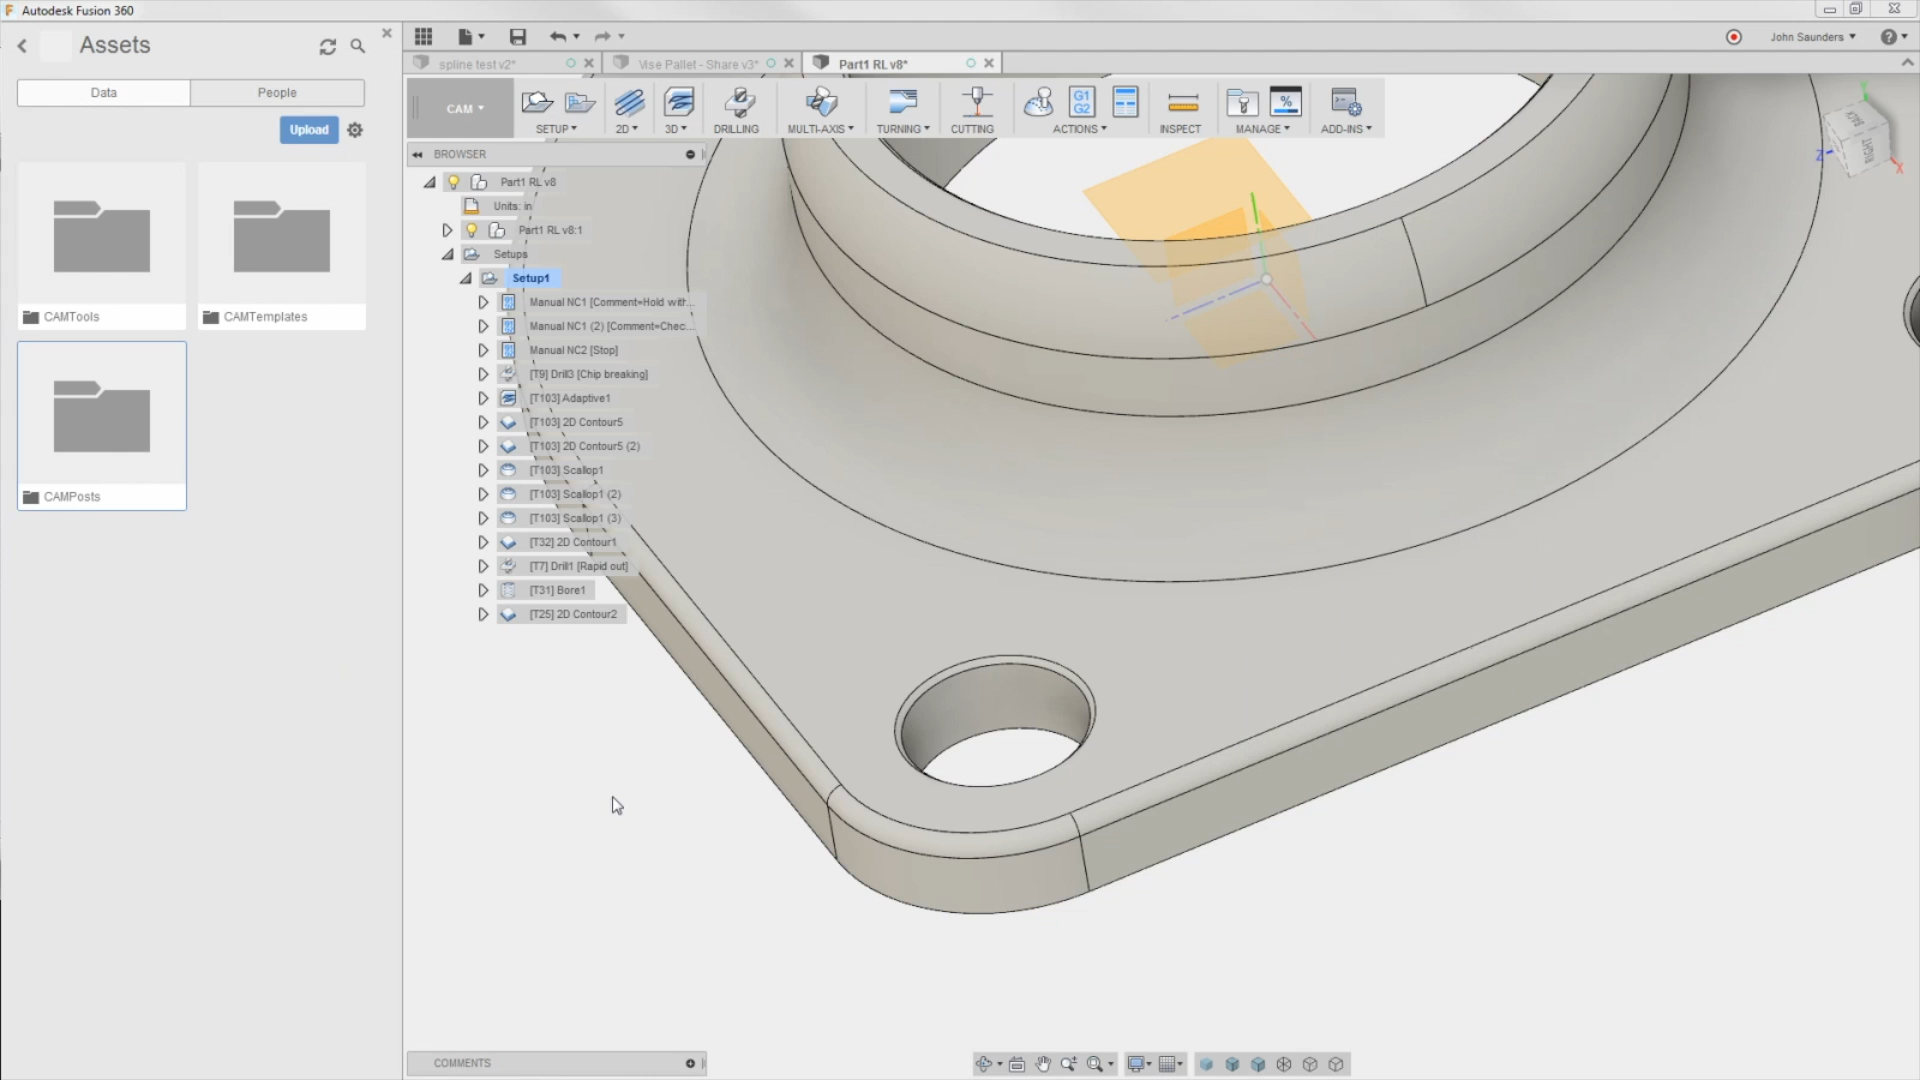 Autodesk Fusion 360
Assets
John Saunders
spline test v2*
Vise Pallet - Share v3*
Part1 RL v8*
Data
People
Upload
CAM
SETUP
2D
3D
DRILLING
MULTI-AXIS
TURNING
CUTTING
G1
G2
ACTIONS
INSPECT
%
MANAGE
ADD-INS
BACK
RIGHT
Y
Z
X
BROWSER
Part1 RL v8
Units: in
Part1 RL v8:1
Setups
Setup1
Manual NC1 [Comment=Hold with...
Manual NC1 (2) [Comment=Chec...
Manual NC2 [Stop]
[T9] Drill3 [Chip breaking]
[T103] Adaptive1
[T103] 2D Contour5
[T103] 2D Contour5 (2)
[T103] Scallop1
[T103] Scallop1 (2)
[T103] Scallop1 (3)
[T32] 2D Contour1
[T7] Drill1 [Rapid out]
[T31] Bore1
[T25] 2D Contour2
CAMTools
CAMTemplates
CAMPosts
COMMENTS